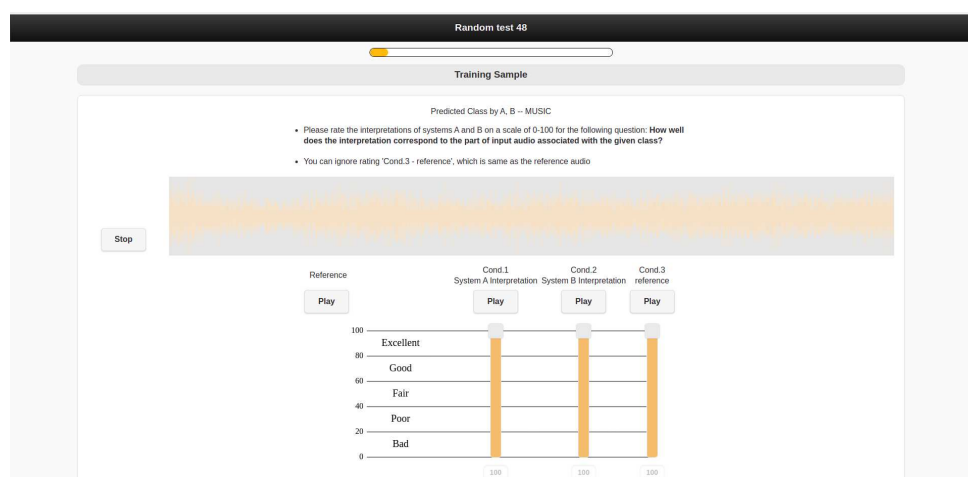 Random test 48
Training Sample
Predicted Class by A, B -- MUSIC
• Please rate the interpretations of systems A and B on a scale of 0-100 for the following question: How well
does the interpretation correspond to the part of input audio associated with the given class?
• You can ignore rating 'Cond.3 - reference', which is same as the reference audio
Stop
Reference
Cond.1 Cond.2 Cond.3
System A Interpretation System B Interpretation reference
Play Play Play Play
100
Excellent
80
Good
60
Fair
40
Poor
20
Bad
0
100 100 100